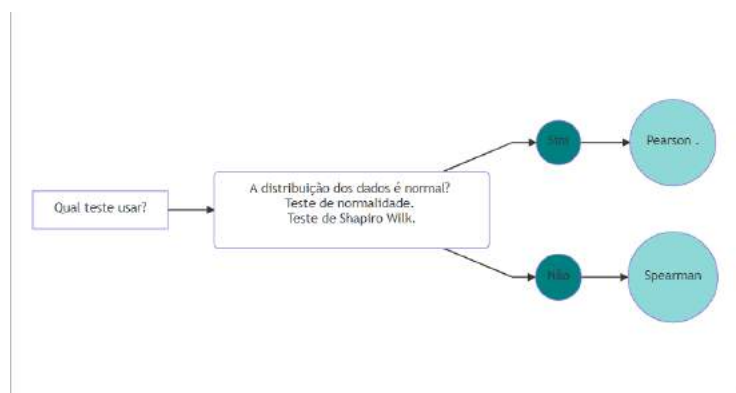 Qual teste usar?
A distribuição dos dados é normal?
Teste de normalidade.
Teste de Shapiro Wilk.
Sim
Pearson .
Não
Spearman